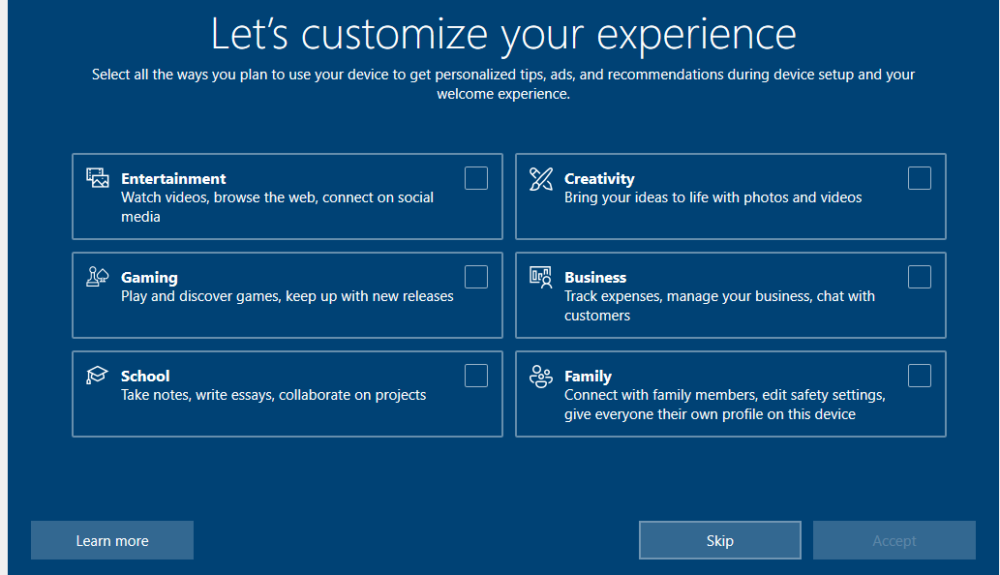 Let's customize your experience
Select all the ways you plan to use your device to get personalized tips, ads, and recommendations during device setup and your
welcome experience.
Entertainment
Watch videos, browse the web, connect on social
media
Creativity
Bring your ideas to life with photos and videos
Gaming
Play and discover games, keep up with new releases
Business
Track expenses, manage your business, chat with
customers
School
Take notes, write essays, collaborate on projects
Family
Connect with family members, edit safety settings,
give everyone their own profile on this device
Learn more
Skip
Accept